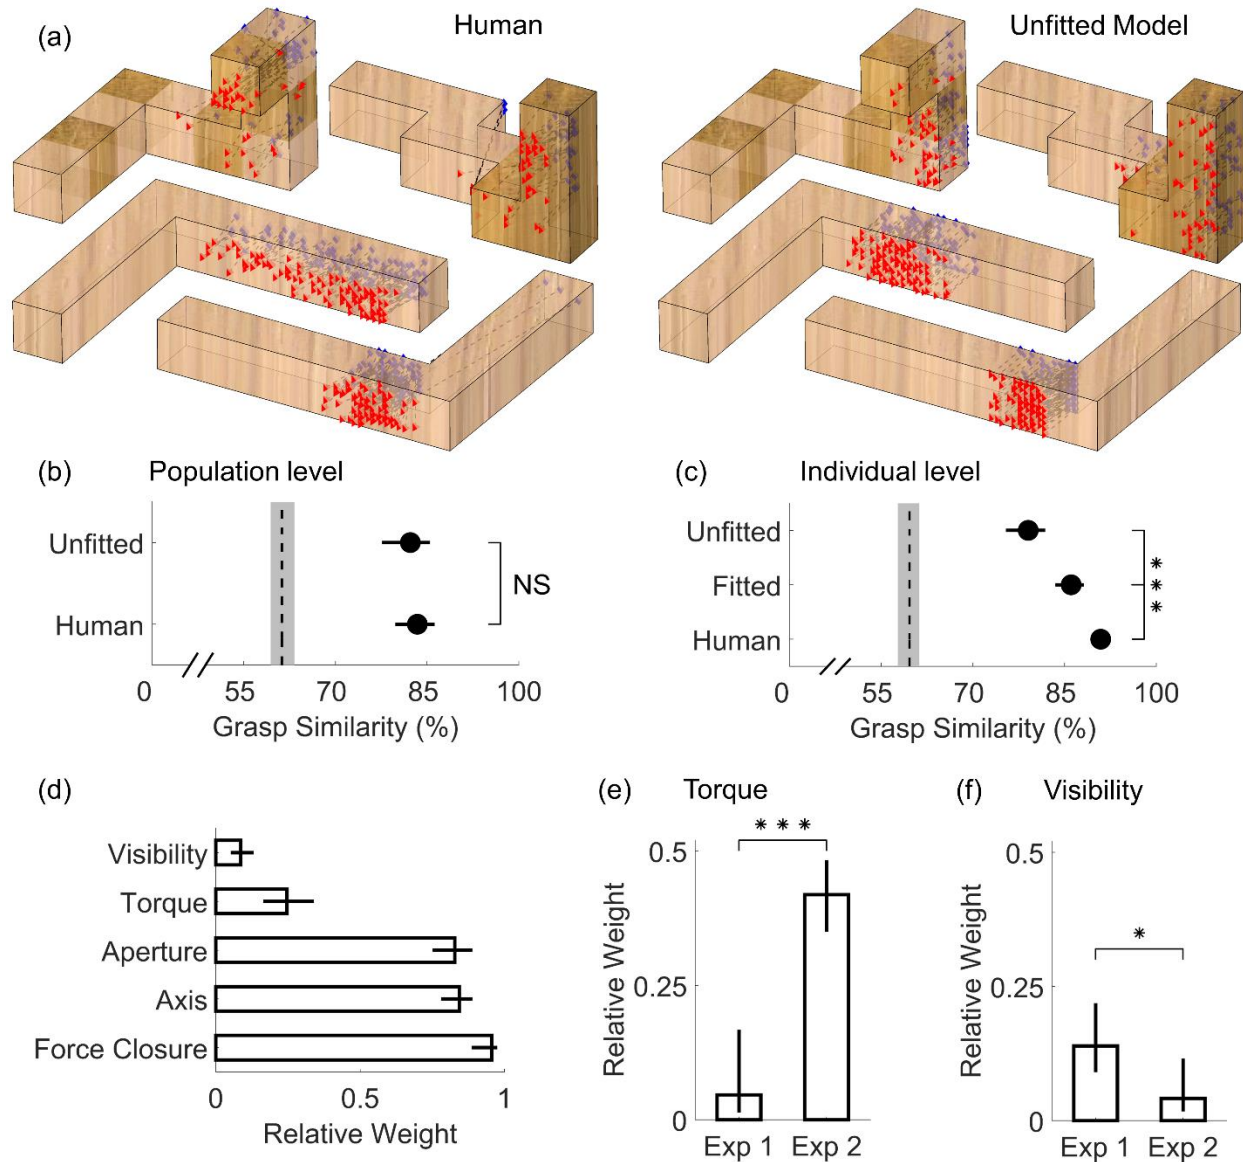 (a)
Human
Unfitted Model
(b) Population level
Unfitted
Human
NS
0 55 70 85 100
Grasp Similarity (%)
(c) Individual level
Unfitted
Fitted
Human
***
0 55 70 85 100
Grasp Similarity (%)
(d)
Visibility
Torque
Aperture
Axis
Force Closure
0 0.5 1
Relative Weight
(e) Torque
* * *
0.5
0.25
0
Relative Weight
Exp 1 Exp 2
(f) Visibility
*
0.5
0.25
0
Relative Weight
Exp 1 Exp 2